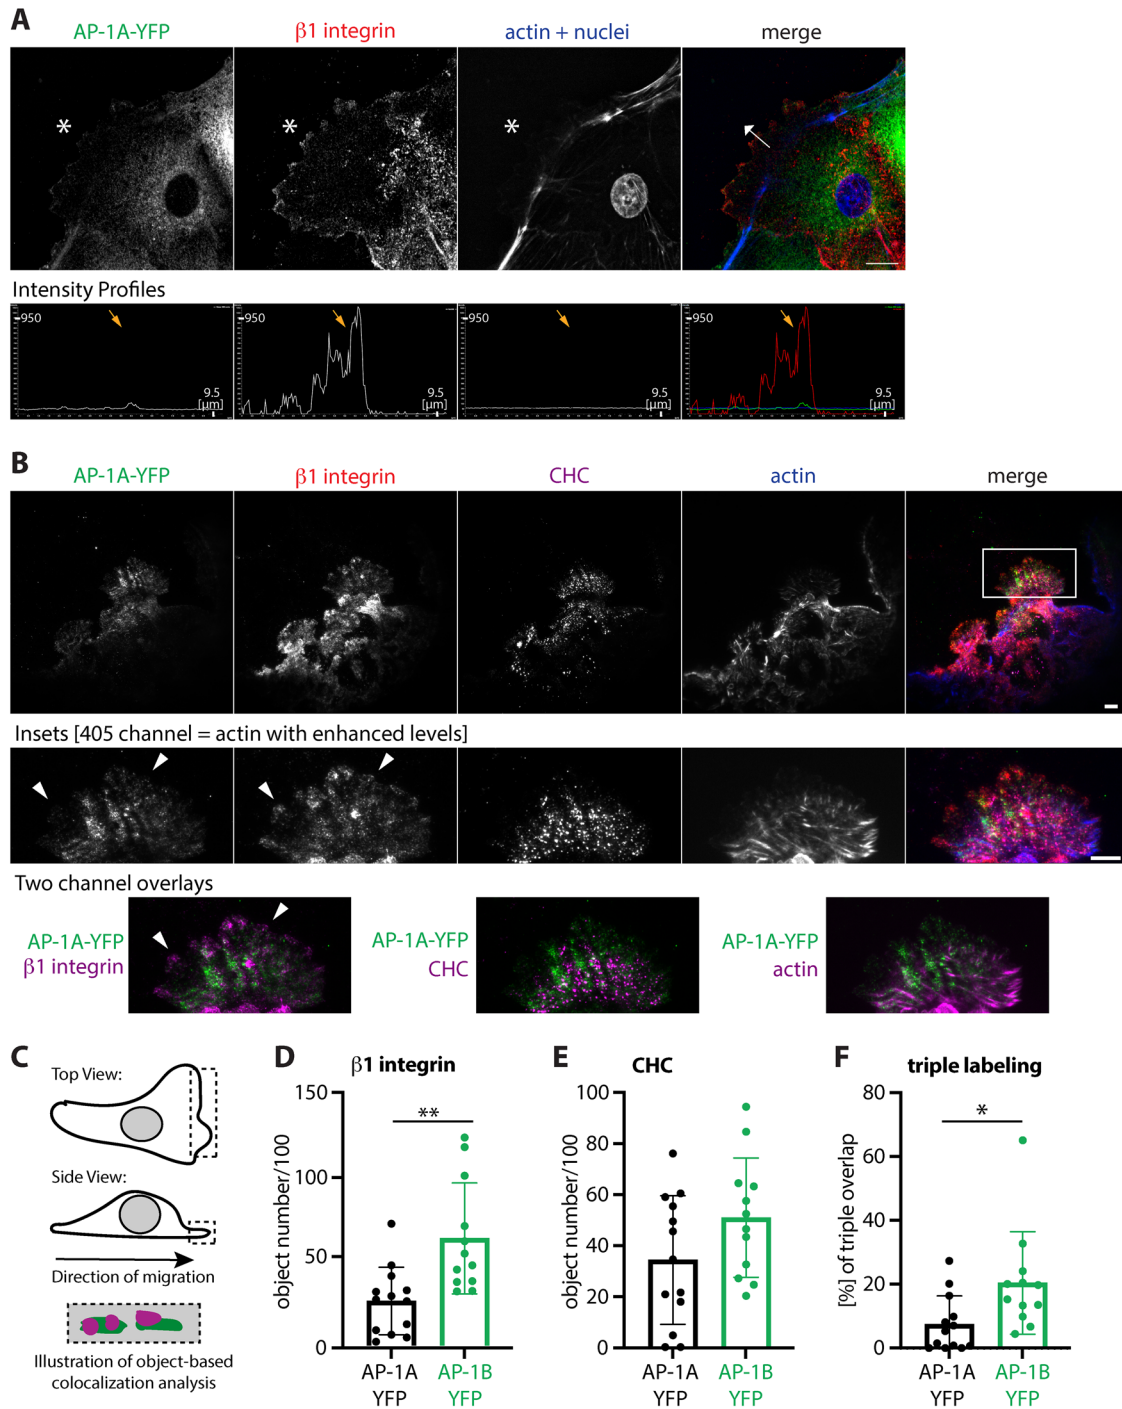 A
AP-1A-YFP
β1 integrin
actin + nuclei
merge
*
*
*
Intensity Profiles
950
9.5
[µm]
950
9.5
[µm]
950
9.5
[µm]
950
9.5
[µm]
B
AP-1A-YFP
β1 integrin
CHC
actin
merge
Insets [405 channel = actin with enhanced levels]
Two channel overlays
AP-1A-YFP
β1 integrin
AP-1A-YFP
CHC
AP-1A-YFP
actin
C
Top View:
Side View:
Direction of migration
Illustration of object-based
colocalization analysis
D
β1 integrin
object number/100
150
100
50
0
**
AP-1A
YFP
AP-1B
YFP
E
CHC
object number/100
100
80
60
40
20
0
AP-1A
YFP
AP-1B
YFP
F
triple labeling
[%] of triple overlap
80
60
40
20
0
*
AP-1A
YFP
AP-1B
YFP